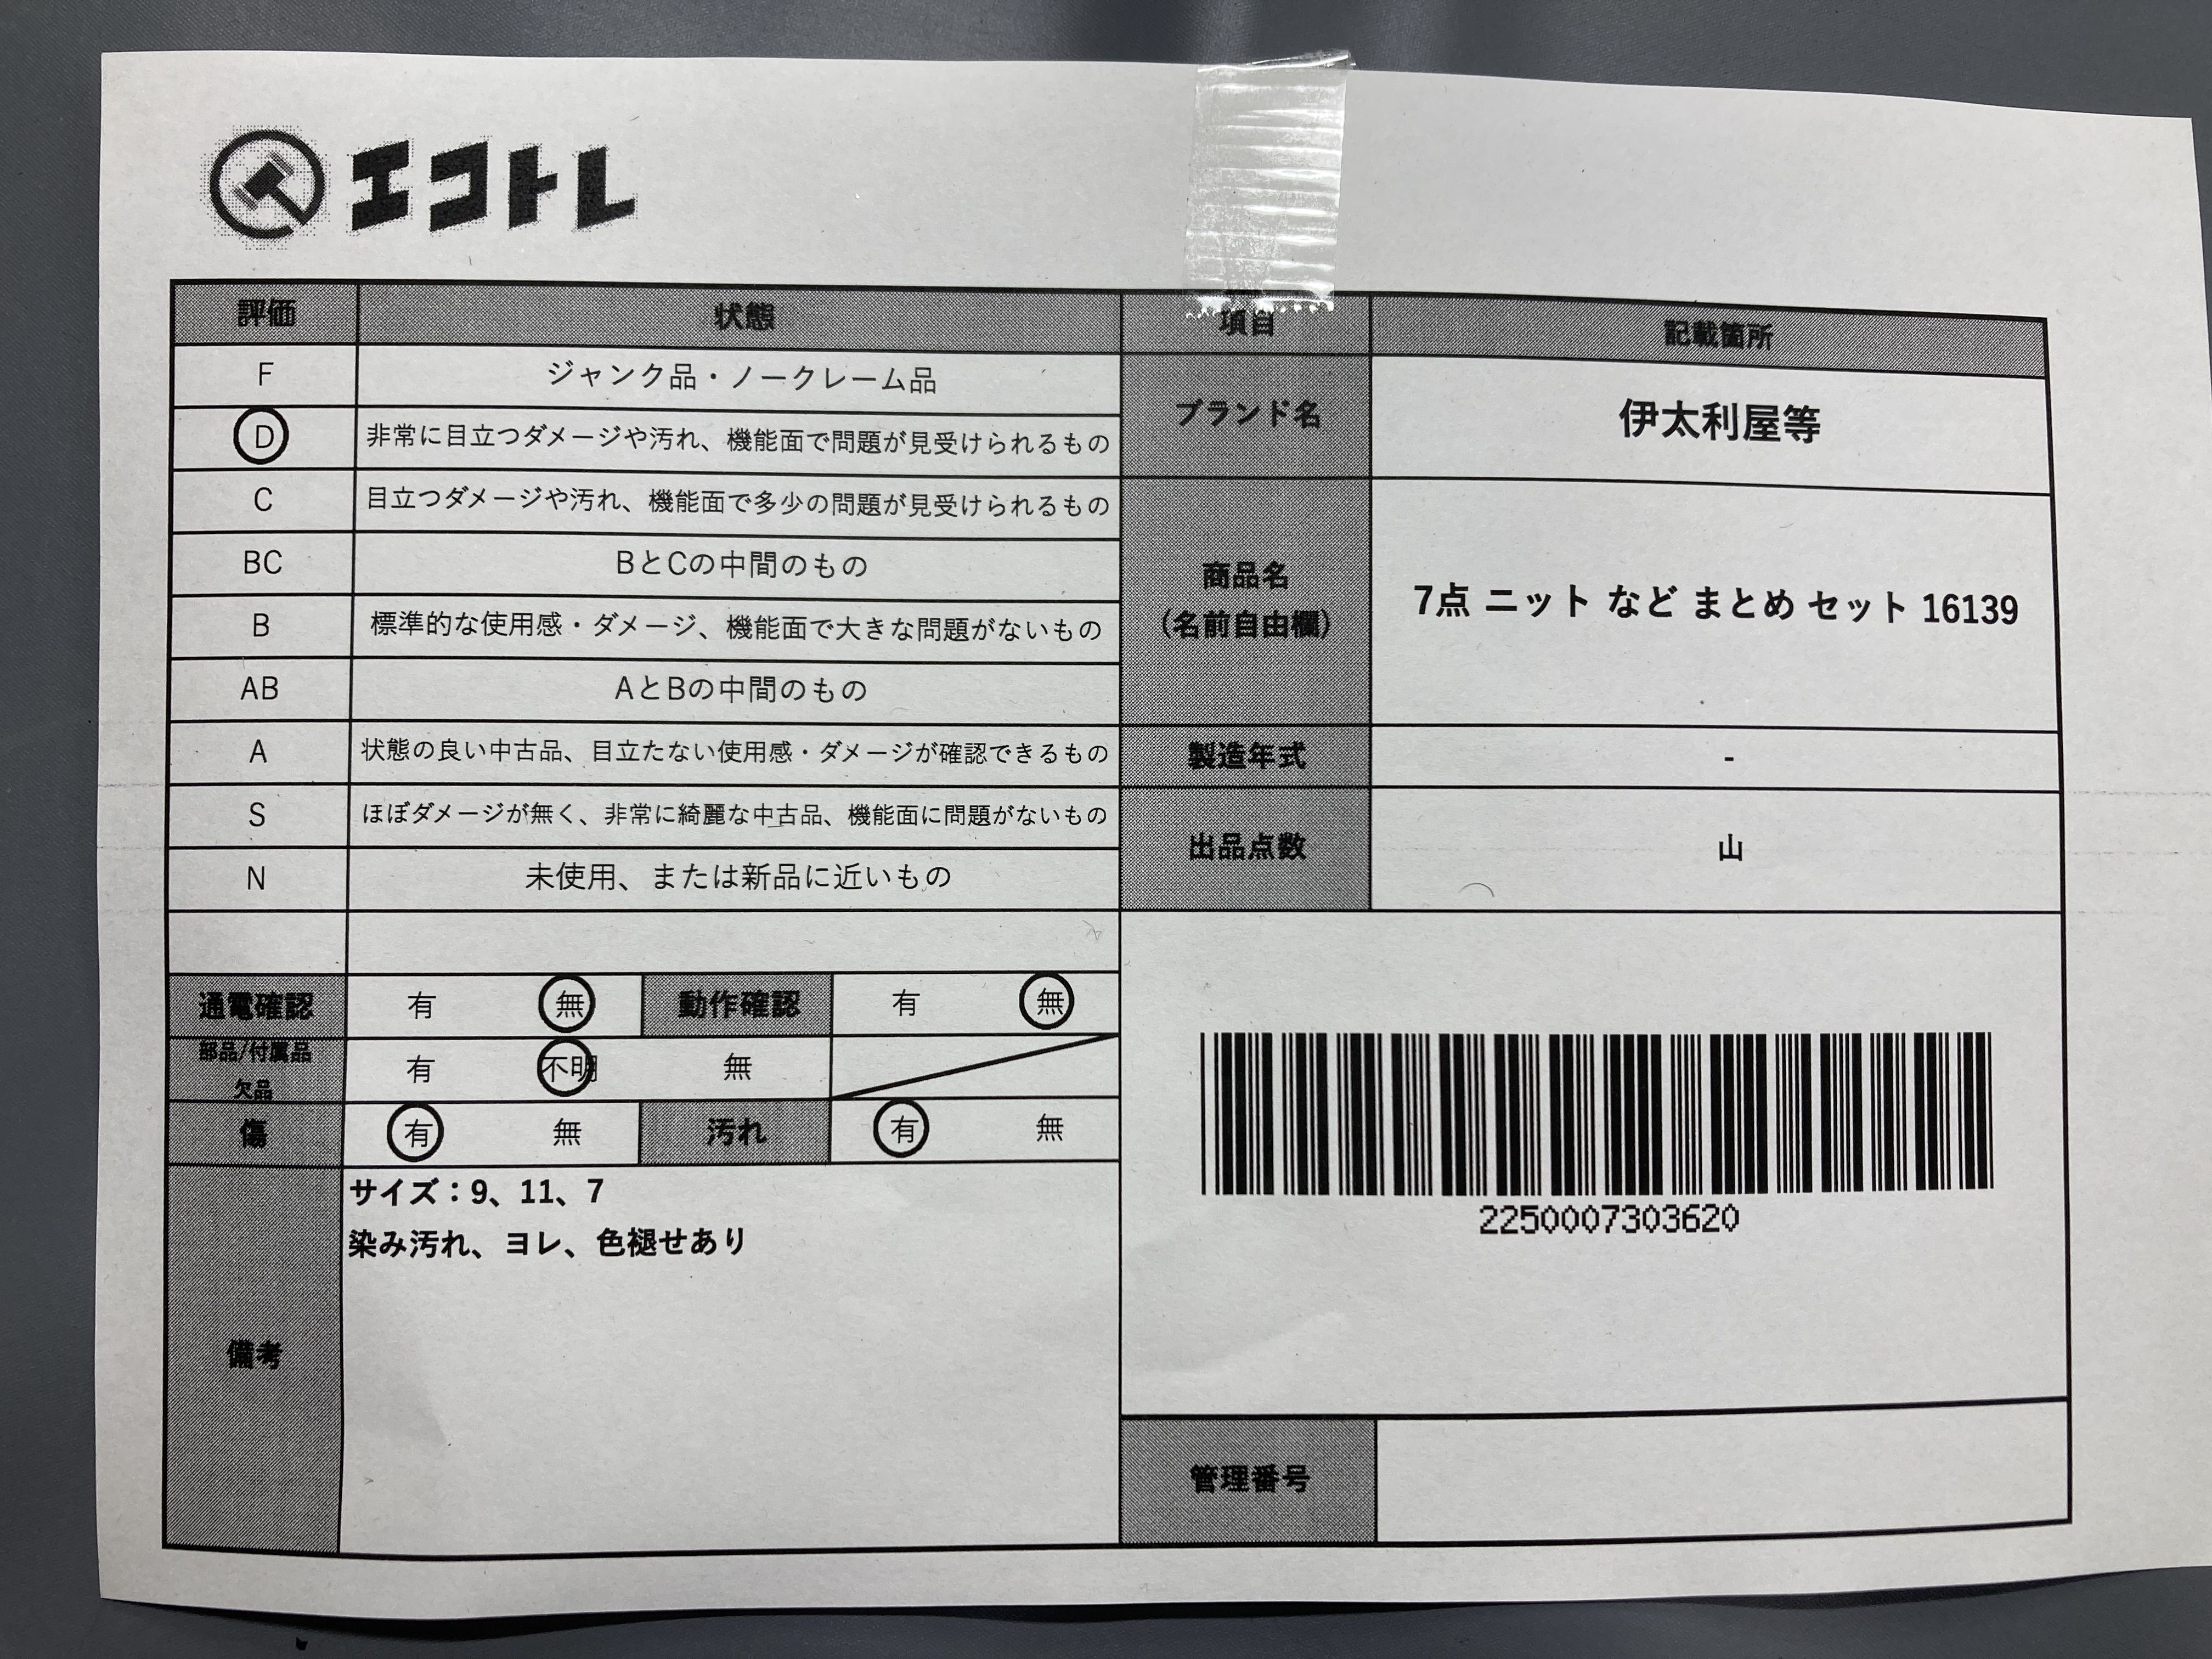 エコトレ
評価 状態 項目 記載箇所
F ジャンク品・ノークレーム品
D 非常に目立つダメージや汚れ、機能面で問題が見受けられるもの
C 目立つダメージや汚れ、機能面で多少の問題が見受けられるもの
BC BとCの中間のもの
B 標準的な使用感・ダメージ、機能面で大きな問題がないもの
AB AとBの中間のもの
A 状態の良い中古品、目立たない使用感・ダメージが確認できるもの
S ほぼダメージが無く、非常に綺麗な中古品、機能面に問題がないもの
N 未使用、または新品に近いもの
ブランド名 伊太利屋等
商品名
(名前自由欄)
7点 ニット など まとめ セット 16139
製造年式 -
出品点数 山
通電確認 有 無 動作確認 有 無
部品/付属品
欠品
有 不明 無
傷 有 無 汚れ 有 無
備考
サイズ：9、11、7
染み汚れ、ヨレ、色褪せあり
2250007303620
管理番号